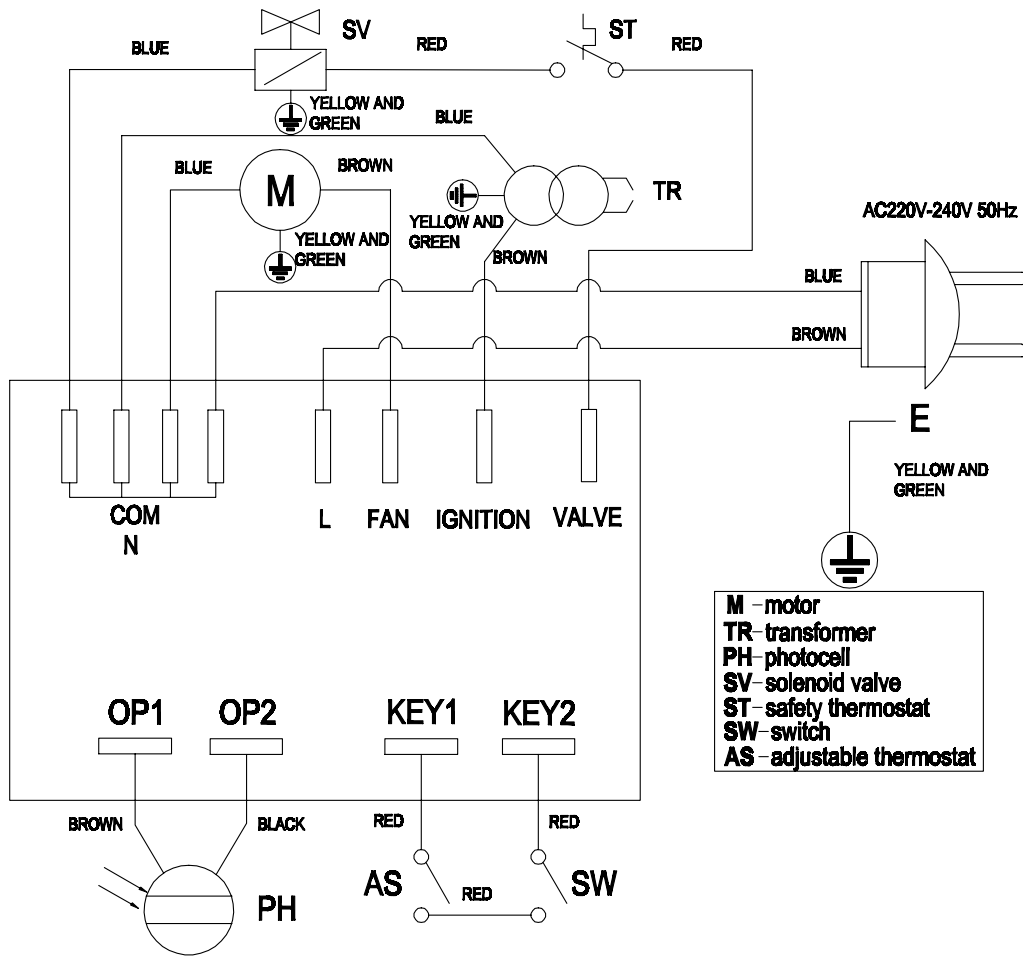 SV
ST
BLUE
RED
RED
YELLOW AND
GREEN
BLUE
BLUE
BROWN
M
TR
YELLOW AND
GREEN
YELLOW AND
GREEN
BROWN
AC220V-240V 50Hz
BLUE
BROWN
E
YELLOW AND
GREEN
COM
N
L
FAN
IGNITION
VALVE
M - motor
TR - transformer
PH - photocell
SV - solenoid valve
ST - safety thermostat
SW - switch
AS - adjustable thermostat
OP1
OP2
KEY1
KEY2
BROWN
BLACK
RED
RED
AS
RED
SW
PH